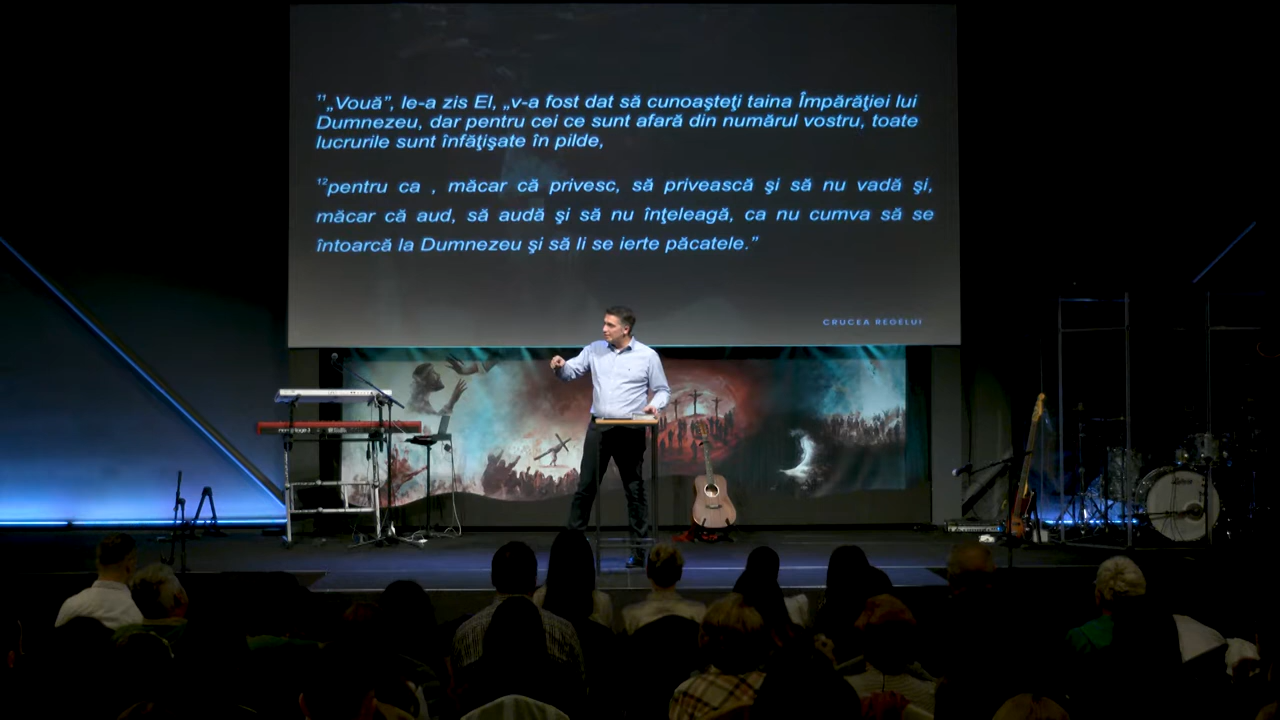 ¹¹„Vouă”, le-a zis El, „v-a fost dat să cunoaşteţi taina Împărăţiei lui
Dumnezeu, dar pentru cei ce sunt afară din numărul vostru, toate
lucrurile sunt înfăţişate în pilde,
¹²pentru ca , măcar că privesc, să privească şi să nu vadă şi,
măcar că aud, să audă şi să nu înţeleagă, ca nu cumva să se
întoarcă la Dumnezeu şi să li se ierte păcatele.”
CRUCEA REGELUI